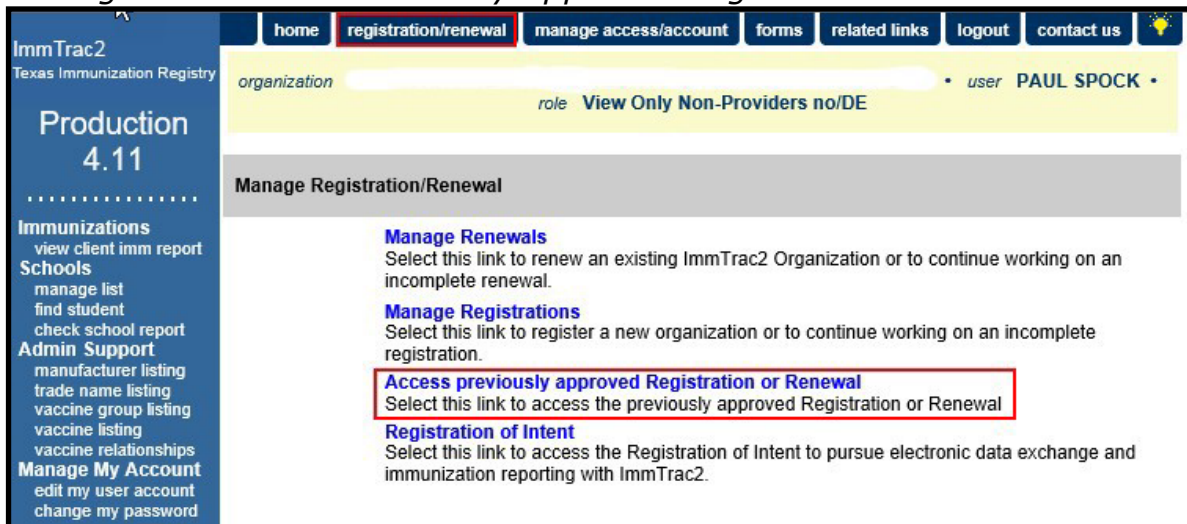 home registration/renewal manage access/account forms related links logout contact us
ImmTrac2
Texas Immunization Registry
organization • user PAUL SPOCK •
role View Only Non-Providers no/DE
Production
4.11
Manage Registration/Renewal
Immunizations
view client imm report
Schools
manage list
find student
check school report
Admin Support
manufacturer listing
trade name listing
vaccine group listing
vaccine listing
vaccine relationships
Manage My Account
edit my user account
change my password
Manage Renewals
Select this link to renew an existing ImmTrac2 Organization or to continue working on an
incomplete renewal.
Manage Registrations
Select this link to register a new organization or to continue working on an incomplete
registration.
Access previously approved Registration or Renewal
Select this link to access the previously approved Registration or Renewal
Registration of Intent
Select this link to access the Registration of Intent to pursue electronic data exchange and
immunization reporting with ImmTrac2.